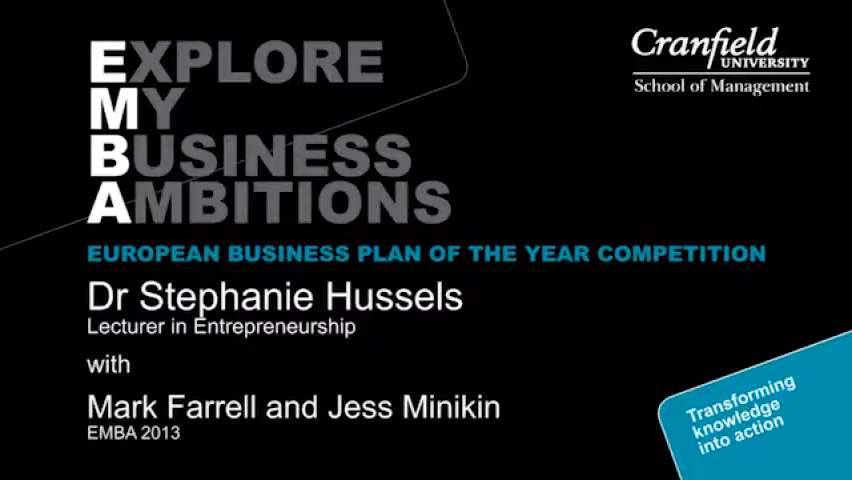 EXPLORE
MY
BUSINESS
AMBITIONS
Cranfield
UNIVERSITY
School of Management
EUROPEAN BUSINESS PLAN OF THE YEAR COMPETITION
Dr Stephanie Hussels
Lecturer in Entrepreneurship
with
Mark Farrell and Jess Minikin
EMBA 2013
Transforming
knowledge
into action